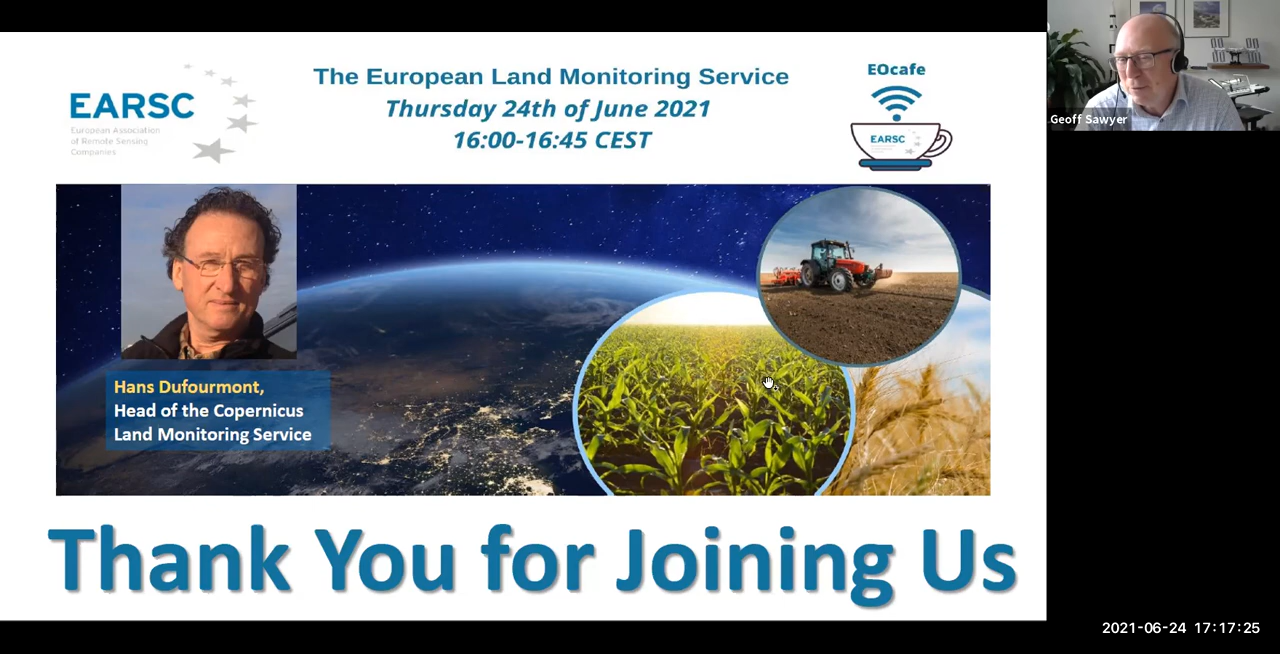 EARSC
European Association
of Remote Sensing
Companies
The European Land Monitoring Service
Thursday 24th of June 2021
16:00-16:45 CEST
EOcafe
EARSC
Geoff Sawyer
Hans Dufourmont,
Head of the Copernicus
Land Monitoring Service
Thank You for Joining Us
2021-06-24 17:17:25